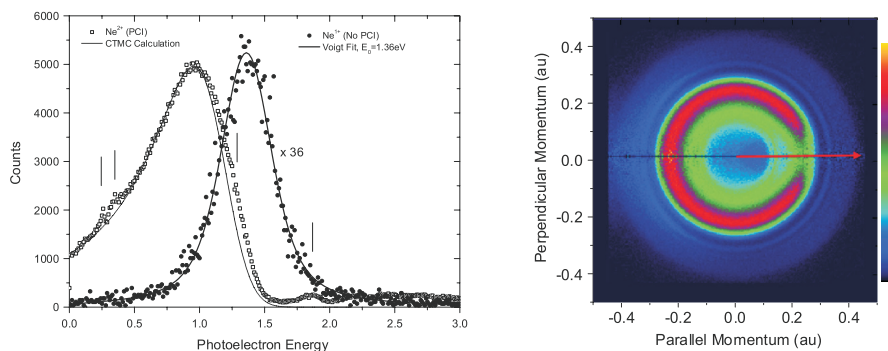 Ne2+ (PCI)
CTMC Calculation
Ne1+ (No PCI)
Voigt Fit, E0=1.36eV
x 36
Counts
6000
5000
4000
3000
2000
1000
0
0.0 0.5 1.0 1.5 2.0 2.5 3.0
Photoelectron Energy
Perpendicular Momentum (au)
0.4
0.2
0.0
-0.2
-0.4
-0.4 -0.2 0.0 0.2 0.4
Parallel Momentum (au)